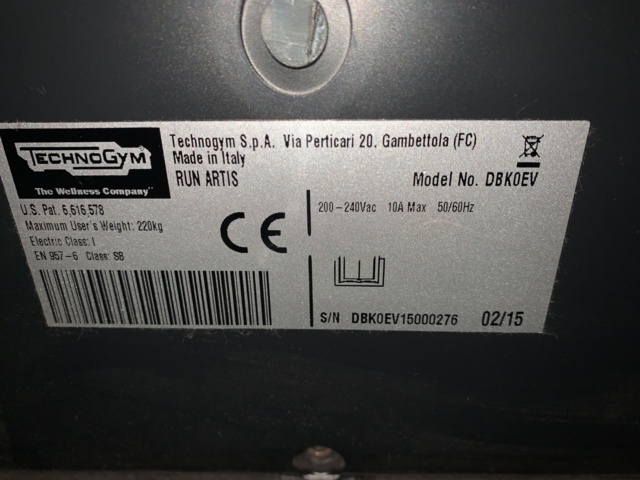 TECHNOGYM
The Wellness Company™
Technogym S.p.A. Via Perticari 20. Gambettola (FC)
Made in Italy
RUN ARTIS
Model No. DBK0EV
U.S. Pat. 6,616,578
Maximum User's Weight: 220kg
Electric Class: I
EN 957-6 Class: SB
CE
200-240Vac 10A Max 50/60Hz
S/N DBK0EV15000276 02/15